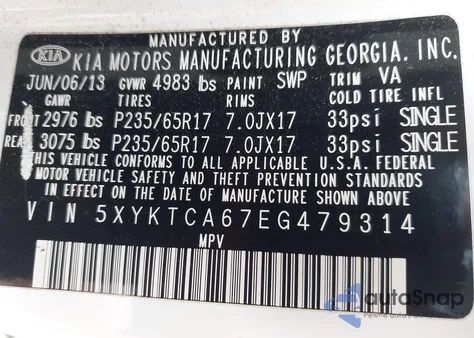 MANUFACTURED BY
KIA KIA MOTORS MANUFACTURING GEORGIA, INC.
JUN/06/13 GVWR 4983 lbs PAINT SWP TRIM VA
GAWR TIRES RIMS COLD TIRE INFL
FRONT 2976 lbs P235/65R17 7.0JX17 33psi SINGLE
REAR 3075 lbs P235/65R17 7.0JX17 33psi SINGLE
THIS VEHICLE CONFORMS TO ALL APPLICABLE U.S.A. FEDERAL
MOTOR VEHICLE SAFETY AND THEFT PREVENTION STANDARDS
IN EFFECT ON THE DATE OF MANUFACTURE SHOWN ABOVE.
VIN 5XYKTCA67EG479314
MPV
autoSnap